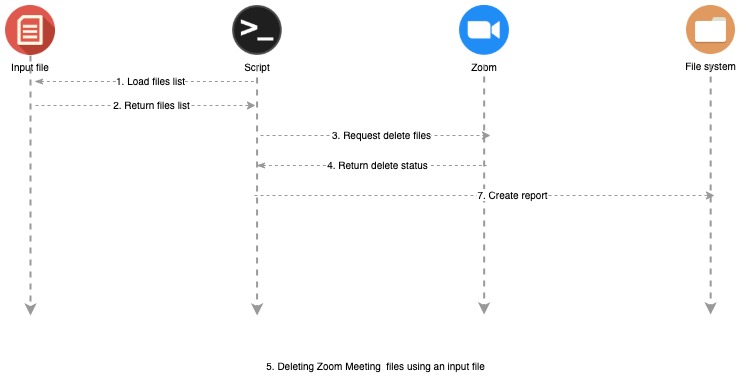 >_
Input file
Script
Zoom
File system
1. Load files list
2. Return files list
3. Request delete files
4. Return delete status
7. Create report
5. Deleting Zoom Meeting  files using an input file